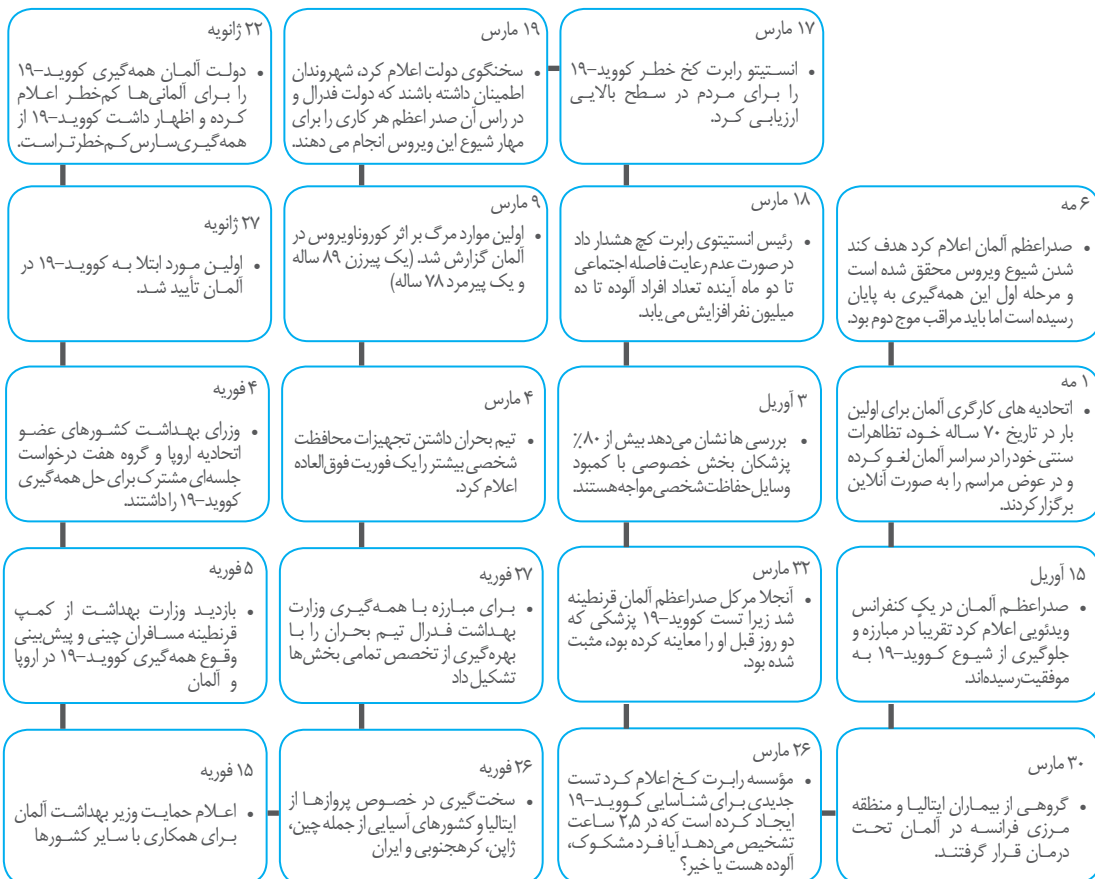 ۲۲ ژانویه
• دولت آلمان همه‌گیری کووید-۱۹
را برای آلمانی‌ها کم‌خطر اعلام
کرده و اظهار داشت کووید-۱۹ از
همه‌گیری سارس کم‌خطرتر است.
۲۷ ژانویه
• اولین مورد ابتلا به کووید-۱۹ در
آلمان تأیید شد.
۴ فوریه
• وزرای بهداشت کشورهای عضو
اتحادیه اروپا و گروه هفت درخواست
جلسه‌ای مشترک برای حل همه‌گیری
کووید-۱۹ را داشتند.
۵ فوریه
• بازدید وزارت بهداشت از کمپ
قرنطینه مسافران چینی و پیش‌بینی
وقوع همه‌گیری کووید-۱۹ در اروپا
و آلمان
۱۵ فوریه
• اعلام حمایت وزیر بهداشت آلمان
برای همکاری با سایر کشورها
۲۶ فوریه
• سخت‌گیری در خصوص پروازها از
ایتالیا و کشورهای آسیایی از جمله چین،
ژاپن، کره‌جنوبی و ایران
۲۷ فوریه
• برای مبارزه با همه‌گیری وزارت
بهداشت فدرال تیم بحران را با
بهره‌گیری از تخصص تمامی بخش‌ها
تشکیل داد
۴ مارس
• تیم بحران داشتن تجهیزات محافظت
شخصی بیشتر را یک فوریت فوق‌العاده
اعلام کرد.
۹ مارس
• اولین موارد مرگ بر اثر کوروناویروس در
آلمان گزارش شد. (یک پیرزن ۸۹ ساله
و یک پیرمرد ۷۸ ساله)
۱۹ مارس
• سخنگوی دولت اعلام کرد، شهروندان
اطمینان داشته باشند که دولت فدرال و
در راس آن صدر اعظم هر کاری را برای
مهار شیوع این ویروس انجام می دهند.
۱۷ مارس
• انستیتو رابرت کخ خطر کووید-۱۹
را برای مردم در سطح بالایی
ارزیابی کرد.
۱۸ مارس
• رئیس انستیتوی رابرت کچ هشدار داد
در صورت عدم رعایت فاصله اجتماعی
تا دو ماه آینده تعداد افراد آلوده تا ده
میلیون نفر افزایش می یابد.
۳ آوریل
• بررسی ها نشان می‌دهد بیش از ۸۰٪
پزشکان بخش خصوصی با کمبود
وسایل حفاظت شخصی مواجه هستند.
۳۲ مارس
• آنجلا مرکل صدراعظم آلمان قرنطینه
شد زیرا تست کووید-۱۹ پزشکی که
دو روز قبل او را معاینه کرده بود، مثبت
شده بود.
۲۶ مارس
• مؤسسه رابرت کخ اعلام کرد تست
جدیدی برای شناسایی کووید-۱۹
ایجاد کرده است که در ۲٫۵ ساعت
تشخیص می‌دهد آیا فرد مشکوک،
آلوده هست یا خیر؟
۳۰ مارس
• گروهی از بیماران ایتالیا و منظقه
مرزی فرانسه در آلمان تحت
درمان قرار گرفتند.
۱۵ آوریل
• صدراعظم آلمان در یک کنفرانس
ویدئویی اعلام کرد تقریباً در مبارزه و
جلوگیری از شیوع کووید-۱۹ به
موفقیت رسیده‌اند.
۱ مه
• اتحادیه های کارگری آلمان برای اولین
بار در تاریخ ۷۰ ساله خود، تظاهرات
سنتی خود را در سراسر آلمان لغو کرده
و در عوض مراسم را به صورت آنلاین
برگزار کردند.
۶ مه
• صدراعظم آلمان اعلام کرد هدف کند
شدن شیوع ویروس محقق شده است
و مرحله اول این همه‌گیری به پایان
رسیده است اما باید مراقب موج دوم بود.